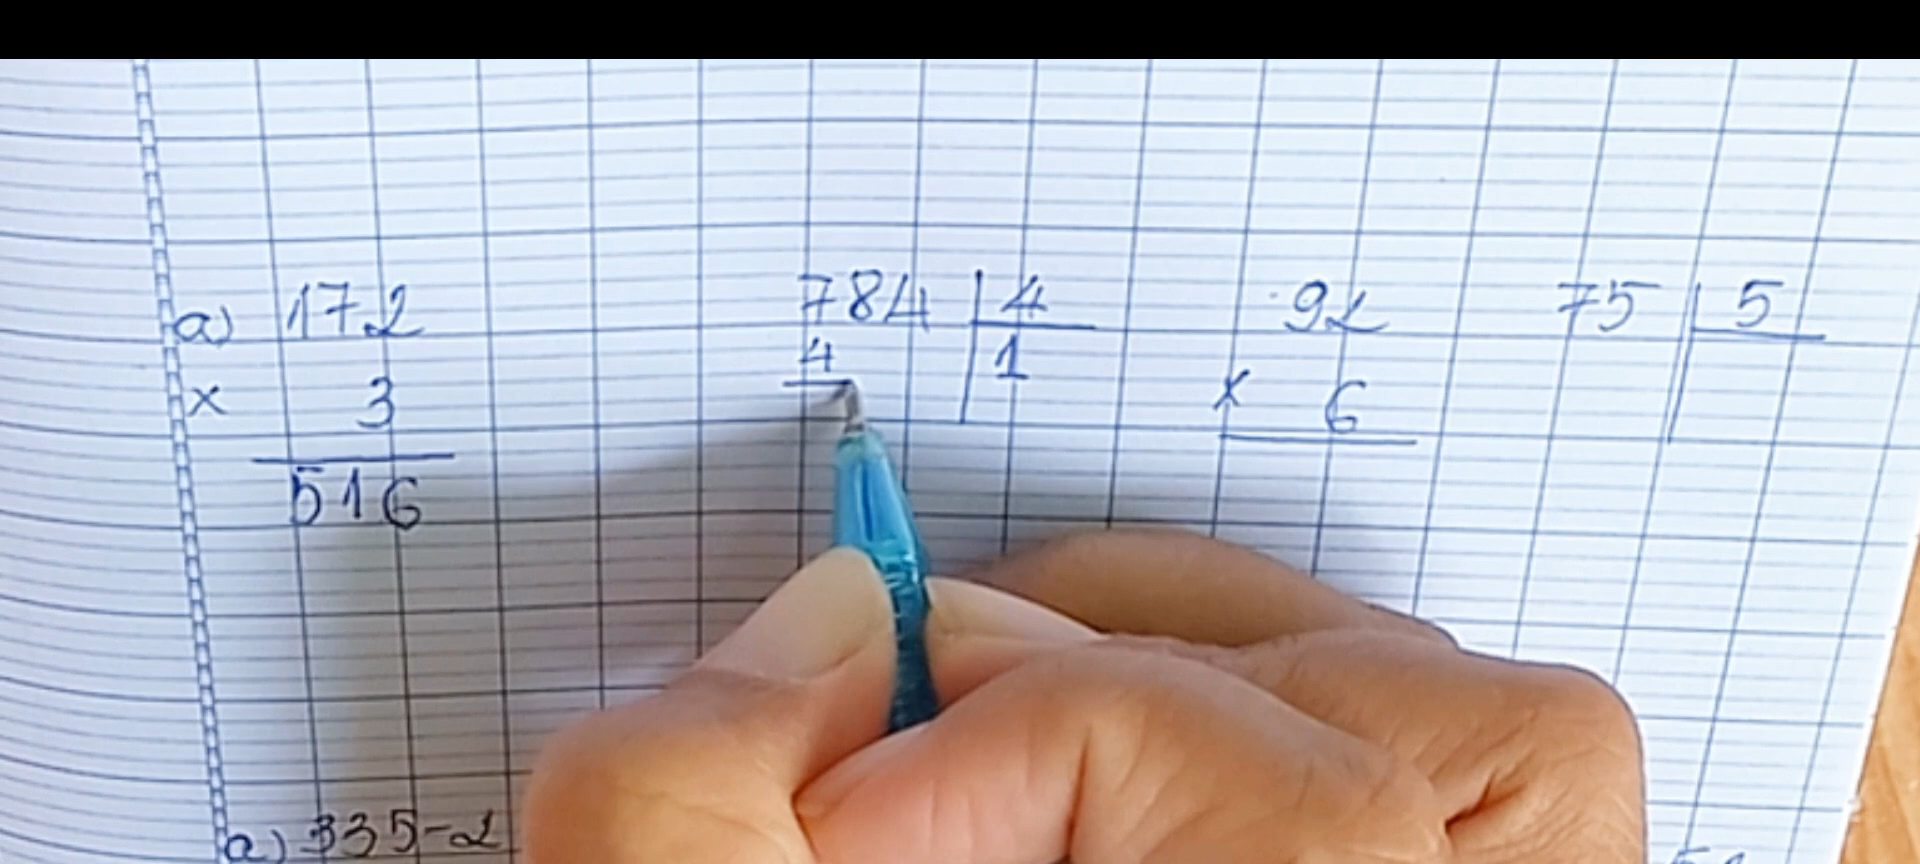 a) 172 784 | 4 92 75 | 5
x 3 4 1 x 6
516
a) 335-2